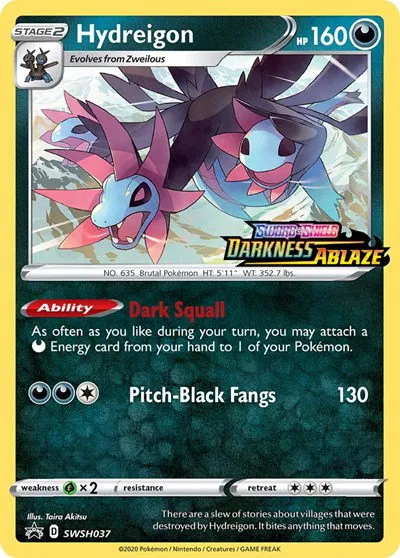 STAGE 2
Hydreigon
HP 160
Evolves from Zweilous
Sword & Shield
DARKNESS ABLAZE
NO. 635 Brutal Pokémon HT: 5'11" WT: 352.7 lbs.
Ability Dark Squall
As often as you like during your turn, you may attach a
Energy card from your hand to 1 of your Pokémon.
Pitch-Black Fangs 130
weakness ×2 resistance retreat
Illus. Taira Akitsu
D SWSH037
There are a slew of stories about villages that were
destroyed by Hydreigon. It bites anything that moves.
©2020 Pokémon / Nintendo / Creatures / GAME FREAK